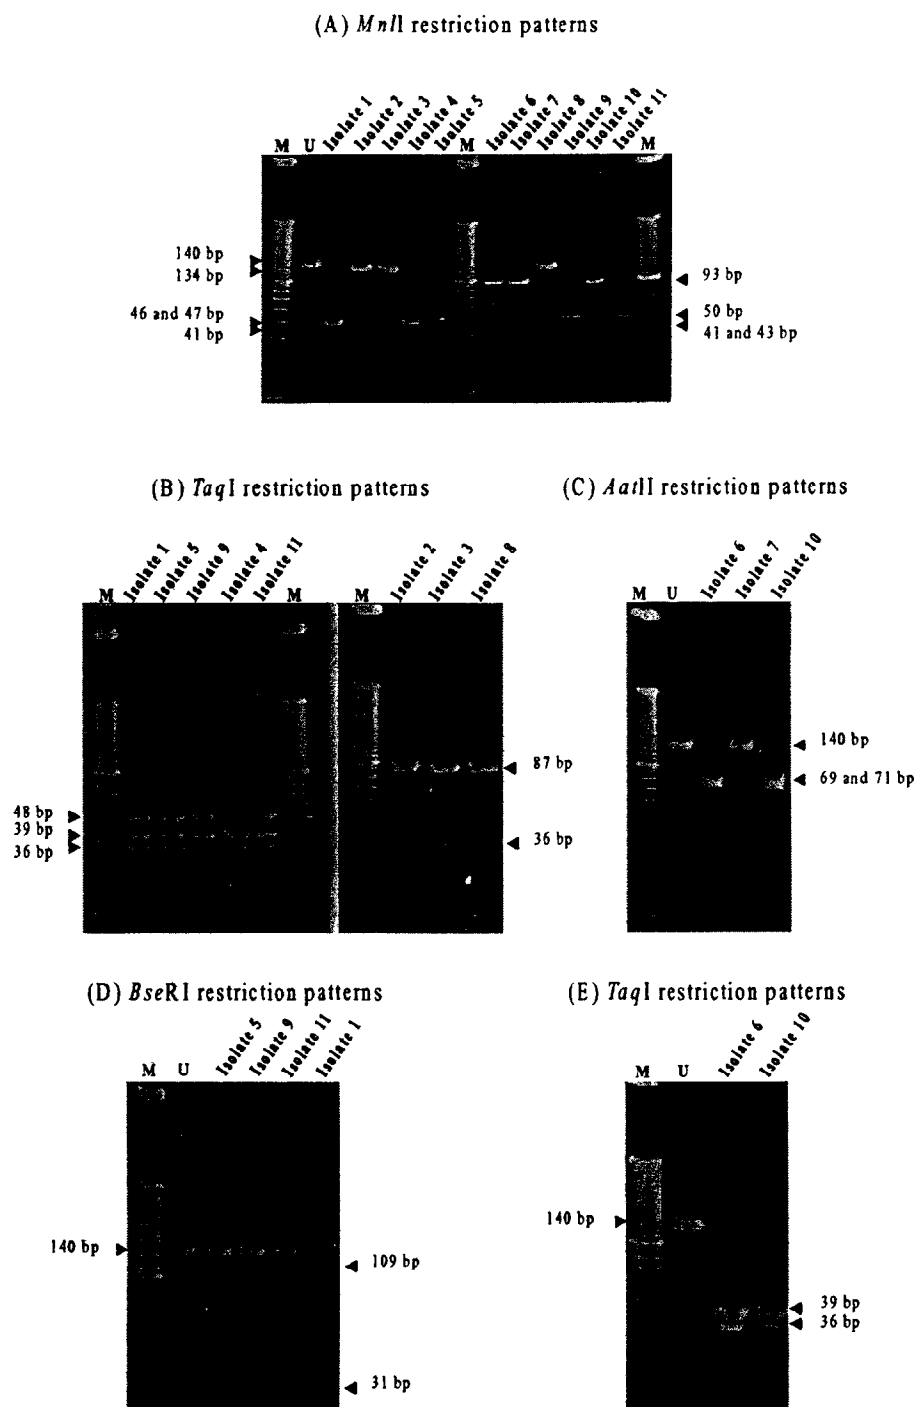 (A) MnlI restriction patterns
M U Isolate 1 Isolate 2 Isolate 3 Isolate 4 Isolate 5 M Isolate 6 Isolate 7 Isolate 8 Isolate 9 Isolate 10 Isolate 11 M
140 bp
134 bp
93 bp
46 and 47 bp
50 bp
41 bp
41 and 43 bp
(B) TaqI restriction patterns
M Isolate 1 Isolate 5 Isolate 9 Isolate 4 Isolate 11 M M Isolate 2 Isolate 3 Isolate 8
48 bp
39 bp
36 bp
87 bp
36 bp
(C) AatII restriction patterns
M U Isolate 6 Isolate 7 Isolate 10
140 bp
69 and 71 bp
(D) BseRI restriction patterns
M U Isolate 5 Isolate 9 Isolate 11 Isolate 1
140 bp
109 bp
31 bp
(E) TaqI restriction patterns
M U Isolate 6 Isolate 10
140 bp
39 bp
36 bp